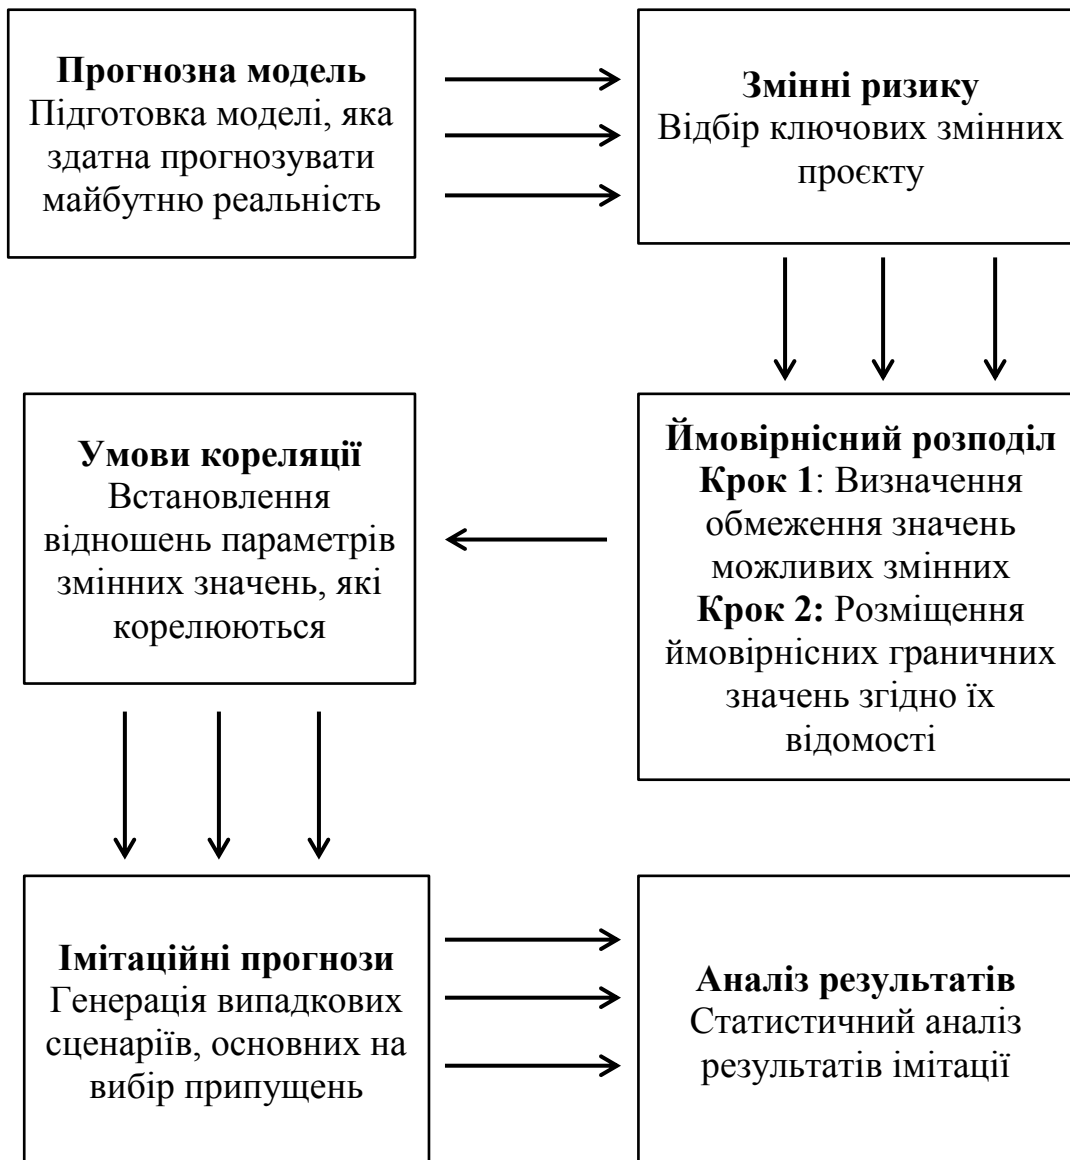 Прогнозна модель
Підготовка моделі, яка
здатна прогнозувати
майбутню реальність
Змінні ризику
Відбір ключових змінних
проєкту
Ймовірнісний розподіл
Крок 1: Визначення
обмеження значень
можливих змінних
Крок 2: Розміщення
ймовірнісних граничних
значень згідно їх
відомості
Умови кореляції
Встановлення
відношень параметрів
змінних значень, які
корелюються
Імітаційні прогнози
Генерація випадкових
сценаріїв, основних на
вибір припущень
Аналіз результатів
Статистичний аналіз
результатів імітації